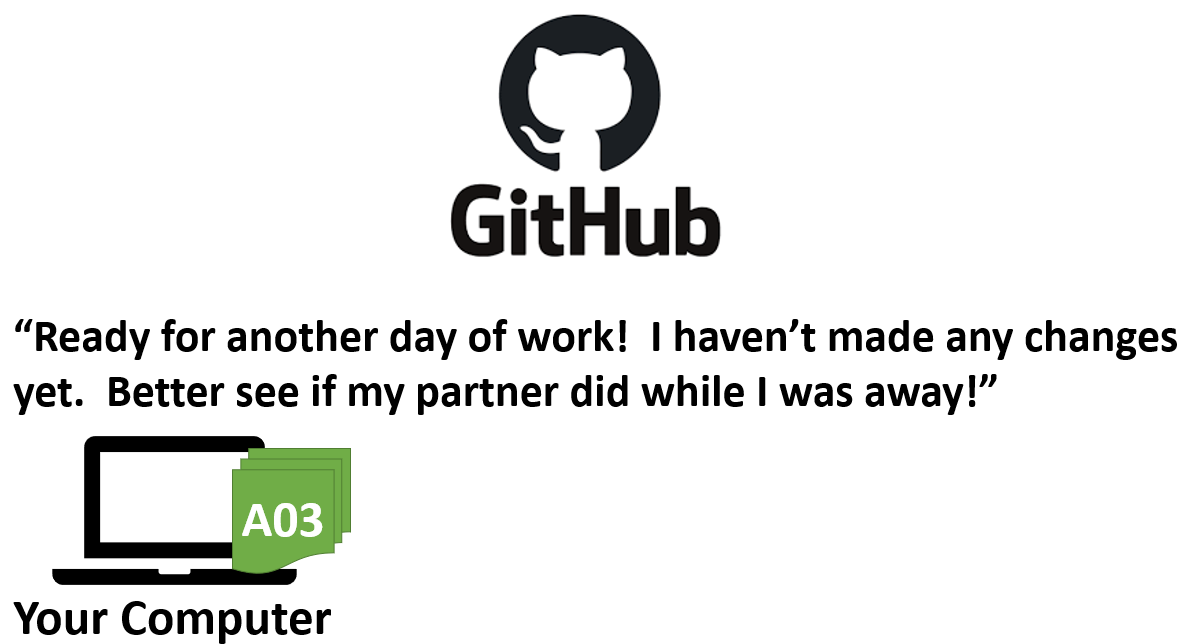 GitHub
“Ready for another day of work!  I haven’t made any changes
yet.  Better see if my partner did while I was away!”
A03
Your Computer